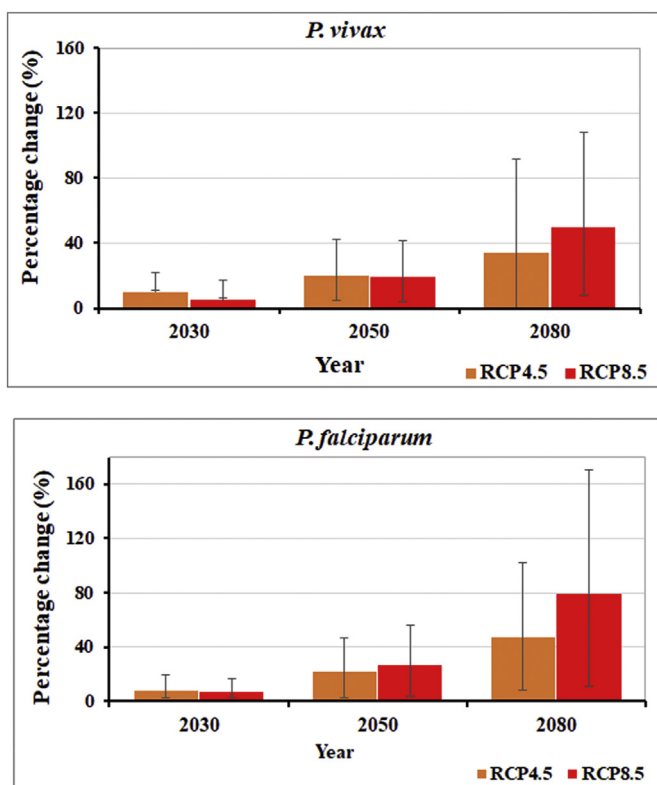 P. vivax
Percentage change (%)
160
120
80
40
0
2030 2050 2080
Year
RCP4.5 RCP8.5
P. falciparum
Percentage change (%)
160
120
80
40
0
2030 2050 2080
Year
RCP4.5 RCP8.5